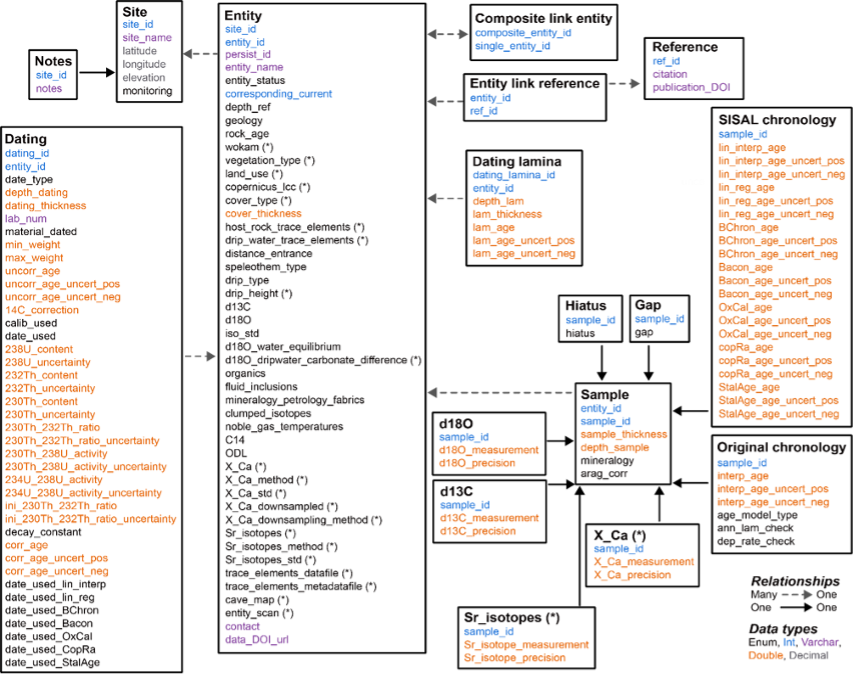 Notes
site_id
notes
Site
site_id
site_name
latitude
longitude
elevation
monitoring
Dating
dating_id
entity_id
date_type
depth_dating
dating_thickness
lab_num
material_dated
min_weight
max_weight
uncorr_age
uncorr_age_uncert_pos
uncorr_age_uncert_neg
14C_correction
calib_used
date_used
238U_content
238U_uncertainty
232Th_content
232Th_uncertainty
230Th_content
230Th_uncertainty
230Th_232Th_ratio
230Th_232Th_ratio_uncertainty
230Th_238U_activity
230Th_238U_activity_uncertainty
234U_238U_activity
234U_238U_activity_uncertainty
ini_230Th_232Th_ratio
ini_230Th_232Th_ratio_uncertainty
decay_constant
corr_age
corr_age_uncert_pos
corr_age_uncert_neg
date_used_lin_interp
date_used_lin_reg
date_used_BChron
date_used_Bacon
date_used_OxCal
date_used_CopRa
date_used_StalAge
Entity
site_id
entity_id
persist_id
entity_name
entity_status
corresponding_current
depth_ref
geology
rock_age
wokam (*)
vegetation_type (*)
land_use (*)
copernicus_lcc (*)
cover_type (*)
cover_thickness
host_rock_trace_elements (*)
drip_water_trace_elements (*)
distance_entrance
speleothem_type
drip_type
drip_height (*)
d13C
d18O
iso_std
d18O_water_equilibrium
d18O_dripwater_carbonate_difference (*)
organics
fluid_inclusions
mineralogy_petrology_fabrics
clumped_isotopes
noble_gas_temperatures
C14
ODL
X_Ca (*)
X_Ca_method (*)
X_Ca_std (*)
X_Ca_downsampled (*)
X_Ca_downsampling_method (*)
Sr_isotopes (*)
Sr_isotopes_method (*)
Sr_isotopes_std (*)
trace_elements_datafile (*)
trace_elements_metadatafile (*)
cave_map (*)
entity_scan (*)
contact
data_DOI_url
Composite link entity
composite_entity_id
single_entity_id
Entity link reference
entity_id
ref_id
Reference
ref_id
citation
publication_DOI
Dating lamina
dating_lamina_id
entity_id
depth_lam
lam_thickness
lam_age
lam_age_uncert_pos
lam_age_uncert_neg
SISAL chronology
sample_id
lin_interp_age
lin_interp_age_uncert_pos
lin_interp_age_uncert_neg
lin_reg_age
lin_reg_age_uncert_pos
lin_reg_age_uncert_neg
BChron_age
BChron_age_uncert_pos
BChron_age_uncert_neg
Bacon_age
Bacon_age_uncert_pos
Bacon_age_uncert_neg
OxCal_age
OxCal_age_uncert_pos
OxCal_age_uncert_neg
copRa_age
copRa_age_uncert_pos
copRa_age_uncert_neg
StalAge_age
StalAge_age_uncert_pos
StalAge_age_uncert_neg
Hiatus
sample_id
hiatus
Gap
sample_id
gap
Sample
entity_id
sample_id
sample_thickness
depth_sample
mineralogy
arag_corr
d18O
sample_id
d18O_measurement
d18O_precision
d13C
sample_id
d13C_measurement
d13C_precision
X_Ca (*)
sample_id
X_Ca_measurement
X_Ca_precision
Sr_isotopes (*)
sample_id
Sr_isotope_measurement
Sr_isotope_precision
Original chronology
sample_id
interp_age
interp_age_uncert_pos
interp_age_uncert_neg
age_model_type
ann_lam_check
dep_rate_check
Relationships
Many One
One One
Data types
Enum, Int, Varchar,
Double, Decimal